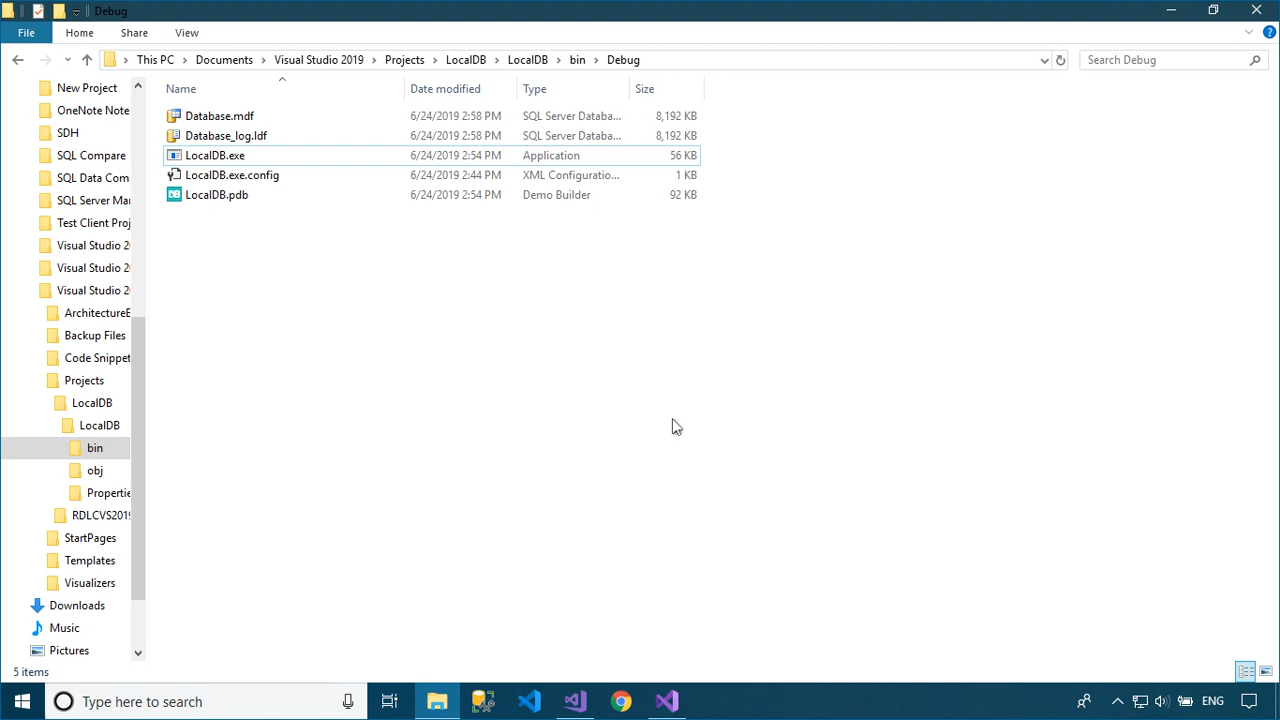 Debug
File Home Share View
This PC Documents Visual Studio 2019 Projects LocalDB LocalDB bin Debug
Search Debug
Name Date modified Type Size
Database.mdf 6/24/2019 2:58 PM SQL Server Databa... 8,192 KB
Database_log.ldf 6/24/2019 2:58 PM SQL Server Databa... 8,192 KB
LocalDB.exe 6/24/2019 2:54 PM Application 56 KB
LocalDB.exe.config 6/24/2019 2:44 PM XML Configuratio... 1 KB
LocalDB.pdb 6/24/2019 2:54 PM Demo Builder 92 KB
New Project
OneNote Note
SDH
SQL Compare
SQL Data Com
SQL Server Mar
Test Client Proj
Visual Studio 20
Visual Studio 20
Visual Studio 20
ArchitectureE
Backup Files
Code Snippet
Projects
LocalDB
LocalDB
bin
obj
Propertie
RDLCVS2019
StartPages
Templates
Visualizers
Downloads
Music
Pictures
5 items
Type here to search
ENG